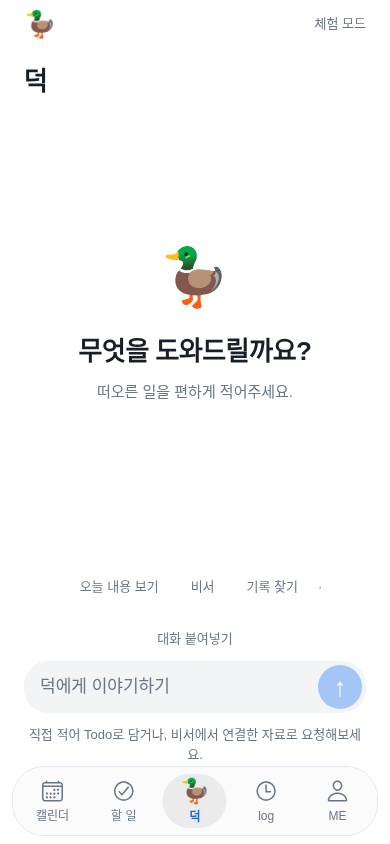 체험 모드
덕
무엇을 도와드릴까요?
떠오른 일을 편하게 적어주세요.
오늘 내용 보기 비서 기록 찾기 ·
대화 붙여넣기
덕에게 이야기하기 ↑
직접 적어 Todo로 담거나, 비서에서 연결한 자료로 요청해보세
요.
캘린더 할 일 덕 log ME